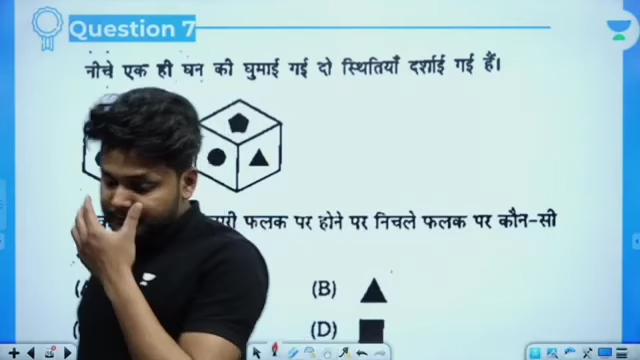 Question 7
नीचे एक ही घन की घुमाई गई दो स्थितियाँ दर्शाई गई हैं।
फलक पर होने पर निचले फलक पर कौन-सी
(B)
(D)